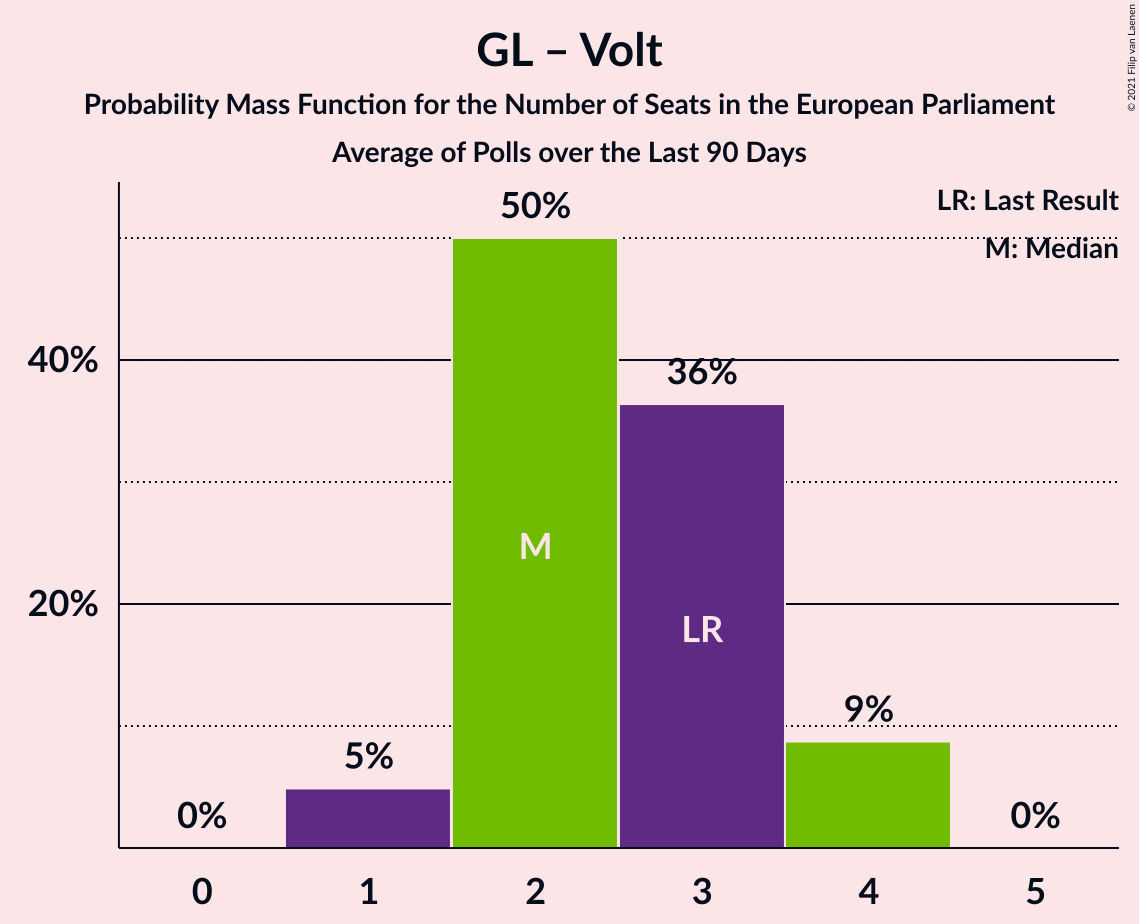 GL – Volt
Probability Mass Function for the Number of Seats in the European Parliament
Average of Polls over the Last 90 Days
© 2021 Filip van Laenen
LR: Last Result
M: Median
50%
40%
36%
M
20%
LR
9%
5%
0%
0%
0 1 2 3 4 5